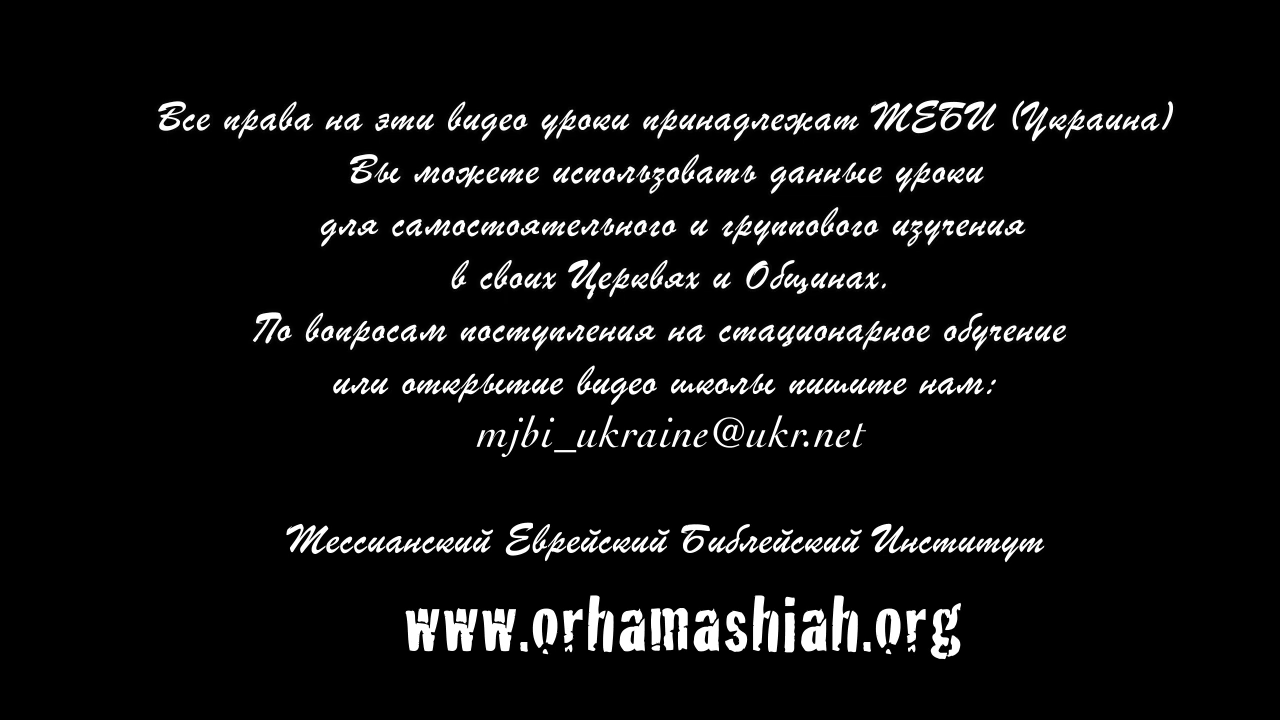 Все права на эти видео уроки принадлежат МЕБИ (Украина)
Вы можете использовать данные уроки
для самостоятельного и группового изучения
в своих Церквях и Общинах.
По вопросам поступления на стационарное обучение
или открытие видео школы пишите нам:
mjbi_ukraine@ukr.net
Мессианский Еврейский Библейский Институт
www.orhamashiah.org